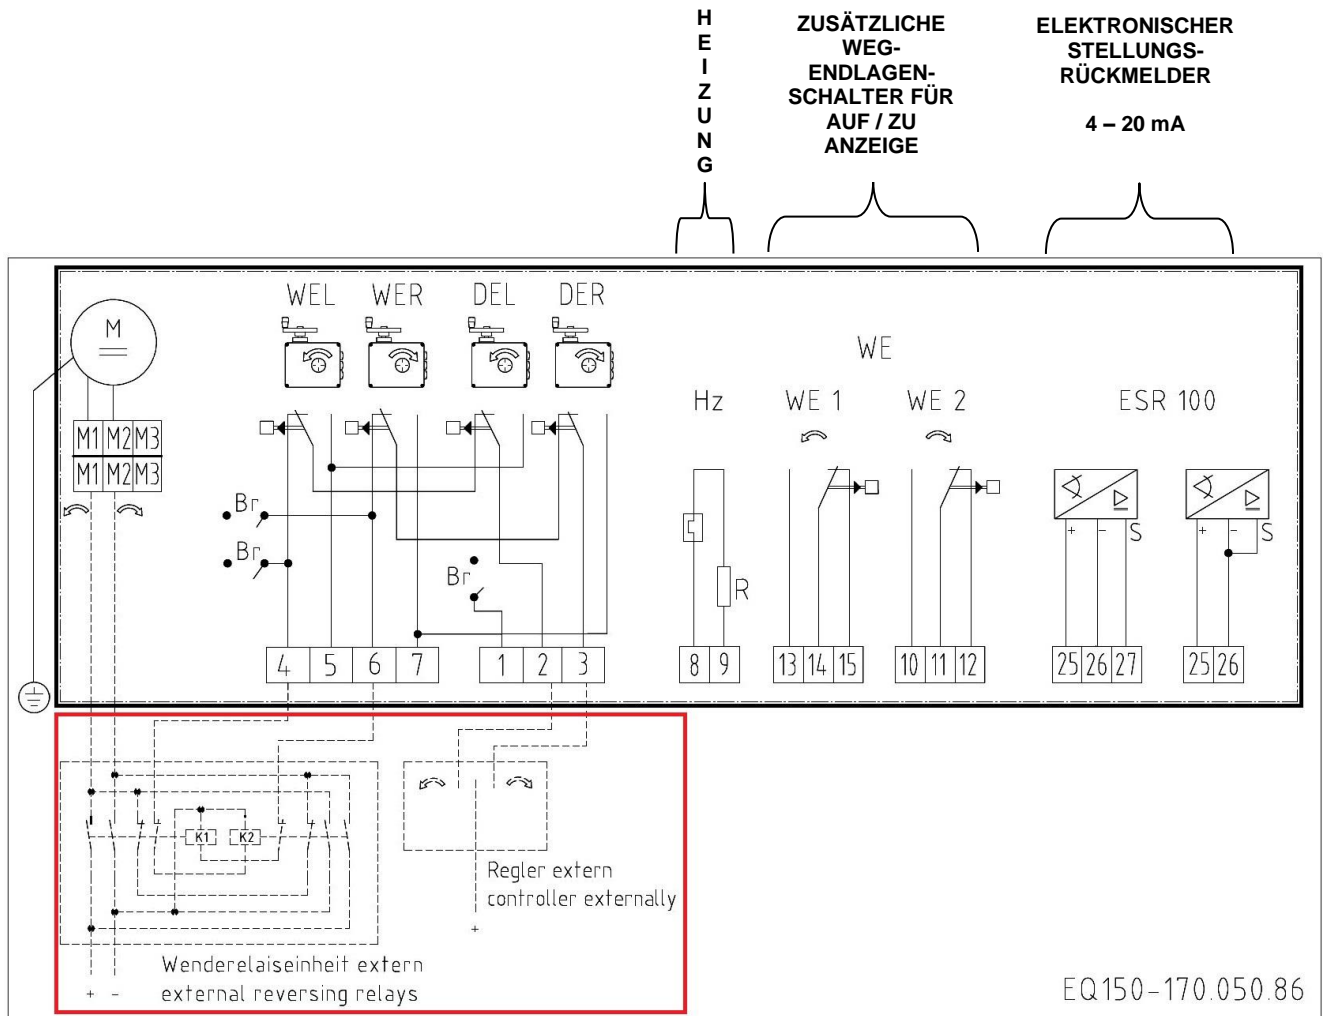 H
E
I
Z
U
N
G
ZUSÄTZLICHE
WEG-
ENDLAGEN-
SCHALTER FÜR
AUF / ZU
ANZEIGE
ELEKTRONISCHER
STELLUNGS-
RÜCKMELDER
4 – 20 mA
WEL WER DEL DER
M
WE
Hz WE 1 WE 2 ESR 100
M1 M2 M3
M1 M2 M3
Br
Br
Br
R
+ - S
+ - S
4 5 6 7
1 2 3
8 9
13 14 15
10 11 12
25 26 27
25 26
K1 K2
Regler extern
controller externally
+
Wenderelaiseinheit extern
+ - external reversing relays
EQ150-170.050.86